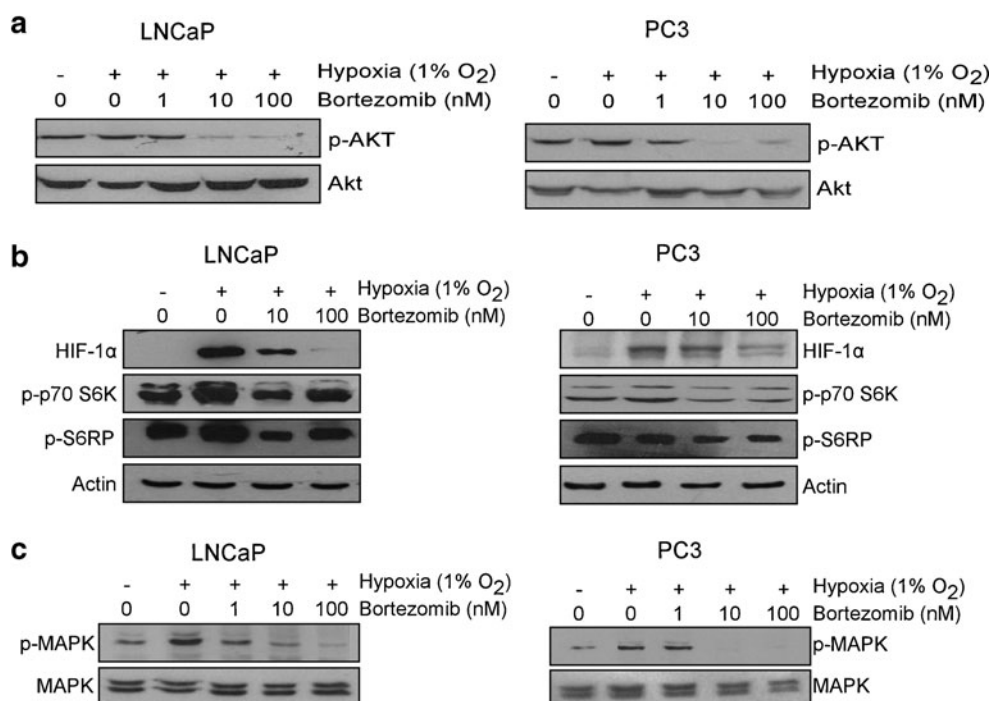 a
LNCaP
- + + + + Hypoxia (1% O2)
0 0 1 10 100 Bortezomib (nM)
p-AKT
Akt
PC3
- + + + + Hypoxia (1% O2)
0 0 1 10 100 Bortezomib (nM)
p-AKT
Akt
b
LNCaP
- + + + Hypoxia (1% O2)
0 0 10 100 Bortezomib (nM)
HIF-1α
p-p70 S6K
p-S6RP
Actin
PC3
- + + + Hypoxia (1% O2)
0 0 10 100 Bortezomib (nM)
HIF-1α
p-p70 S6K
p-S6RP
Actin
c
LNCaP
- + + + + Hypoxia (1% O2)
0 0 1 10 100 Bortezomib (nM)
p-MAPK
MAPK
PC3
- + + + + Hypoxia (1% O2)
0 0 1 10 100 Bortezomib (nM)
p-MAPK
MAPK